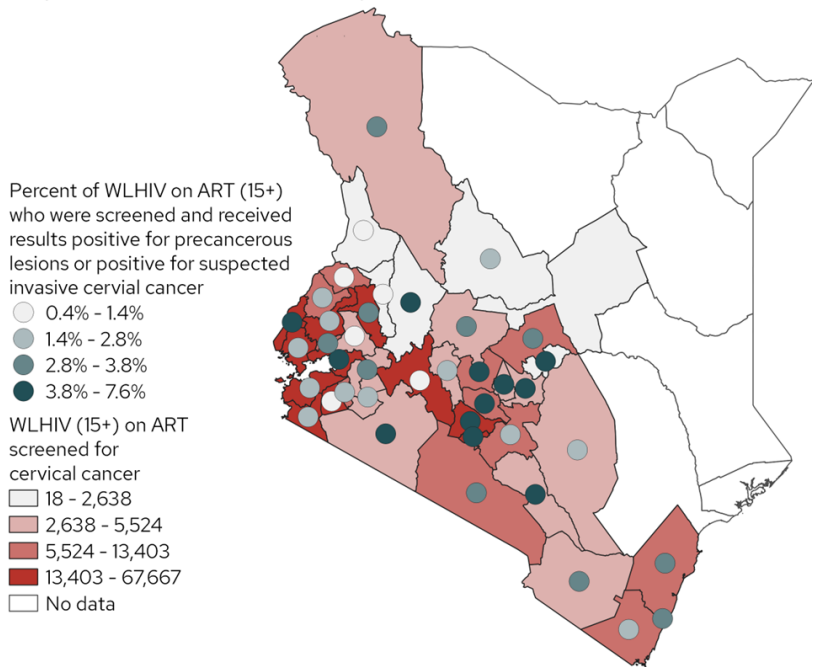 Percent of WLHIV on ART (15+)
who were screened and received
results positive for precancerous
lesions or positive for suspected
invasive cervial cancer
0.4% - 1.4%
1.4% - 2.8%
2.8% - 3.8%
3.8% - 7.6%
WLHIV (15+) on ART
screened for
cervical cancer
18 - 2,638
2,638 - 5,524
5,524 - 13,403
13,403 - 67,667
No data